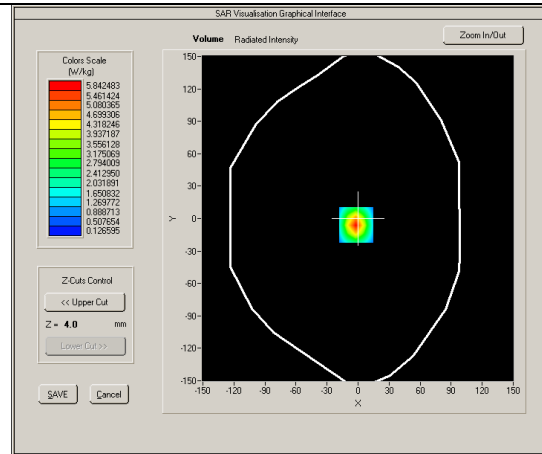 SAR Visualisation Graphical Interface
Volume Radiated Intensity
Zoom In/Out
Colors Scale
(W/kg)
5.842483
5.461424
5.080365
4.699306
4.318246
3.937187
3.556128
3.175069
2.794009
2.412950
2.031891
1.650832
1.269772
0.888713
0.507654
0.126595
Z-Cuts Control
<< Upper Cut
Z = 4.0 mm
Lower Cut >>
SAVE
Cancel
150
120
90
60
30
0
-30
-60
-90
-120
-150
Y
-150 -120 -90 -60 -30 0 30 60 90 120 150
X